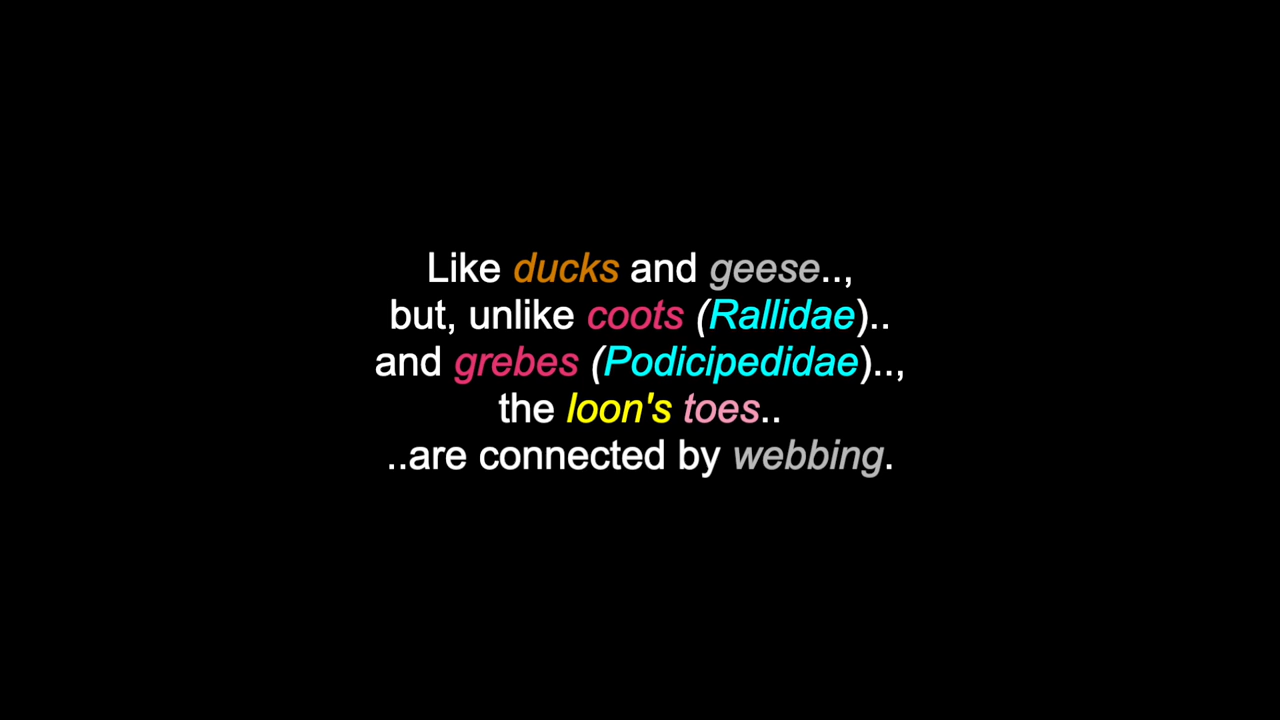 Like ducks and geese..,
but, unlike coots (Rallidae)..
and grebes (Podicipedidae)..,
the loon's toes..
..are connected by webbing.